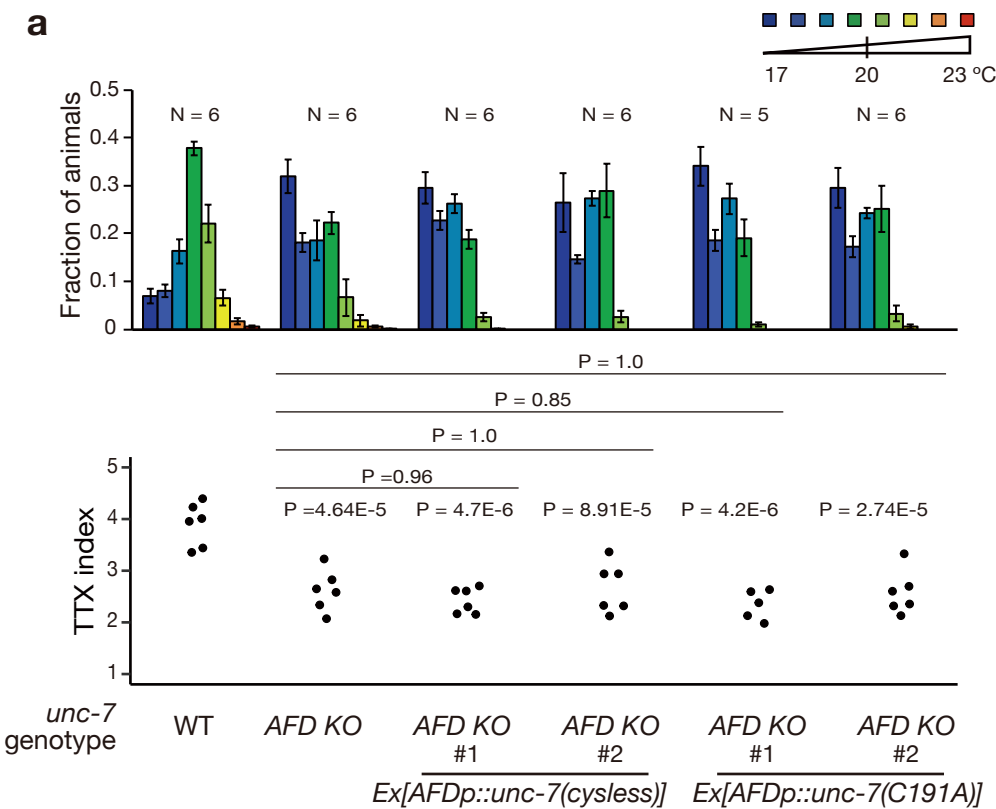 a
17 20 23 ºC
Fraction of animals
0.5
0.4
0.3
0.2
0.1
0
N = 6 N = 6 N = 6 N = 6 N = 5 N = 6
P = 1.0
P = 0.85
P = 1.0
P =0.96
P =4.64E-5 P = 4.7E-6 P = 8.91E-5 P = 4.2E-6 P = 2.74E-5
TTX index
5
4
3
2
1
unc-7
genotype
WT AFD KO AFD KO AFD KO AFD KO AFD KO
#1 #2 #1 #2
Ex[AFDp::unc-7(cysless)] Ex[AFDp::unc-7(C191A)]